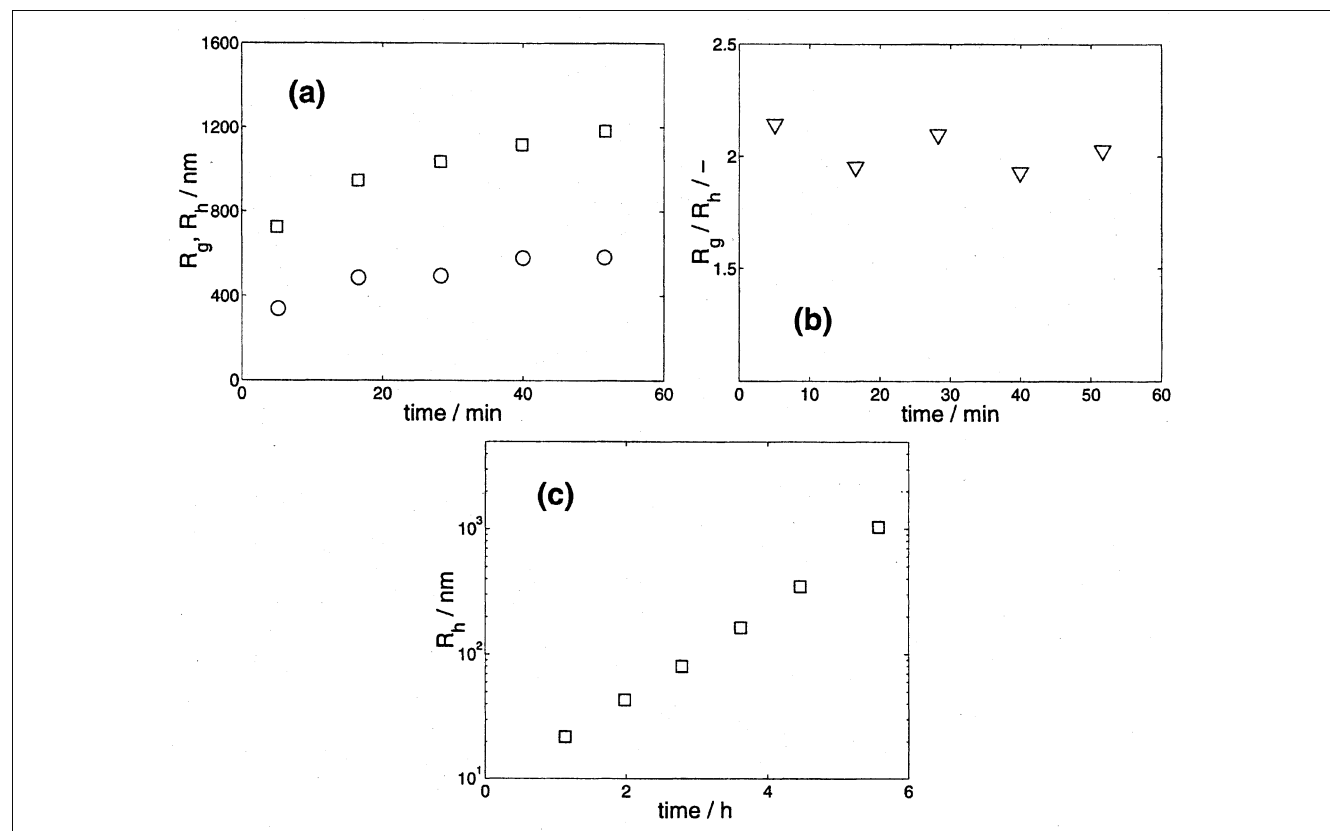 (a)
1600
1200
800
400
0
R_g, R_h / nm
0 20 40 60
time / min
(b)
2.5
2
1.5
R_g / R_h / –
0 10 20 30 40 50 60
time / min
(c)
10^3
10^2
10^1
R_h / nm
0 2 4 6
time / h